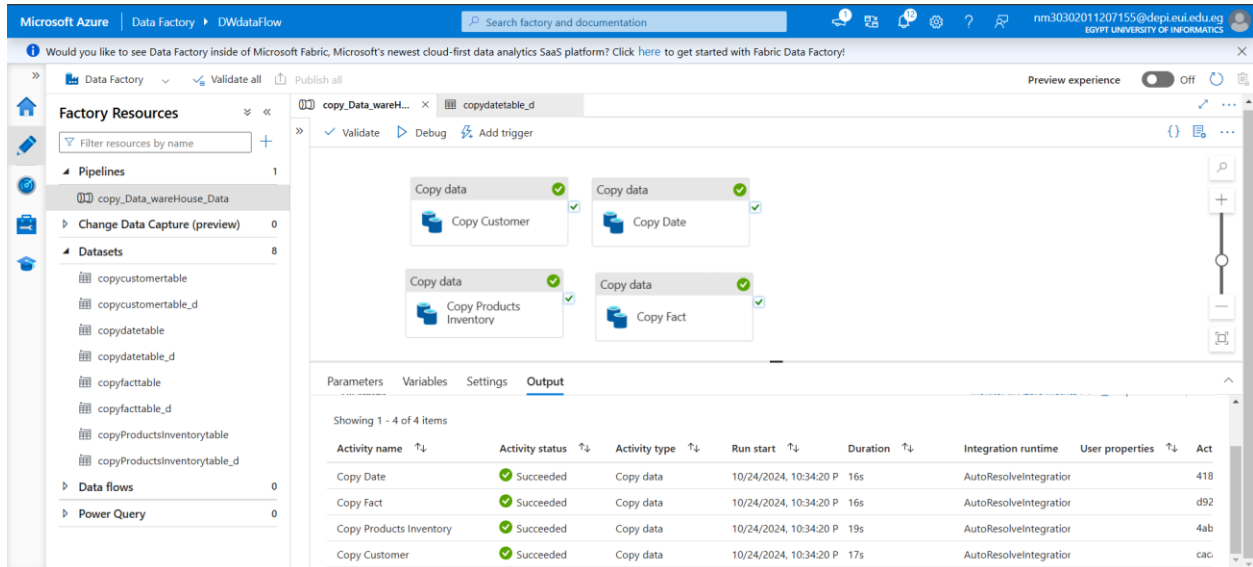 Microsoft Azure Data Factory DWdataFlow Search factory and documentation 1 12 nm30302011207155@depi.eui.edu.eg
EGYPT UNIVERSITY OF INFORMATICS
Would you like to see Data Factory inside of Microsoft Fabric, Microsoft's newest cloud-first data analytics SaaS platform? Click here to get started with Fabric Data Factory!
Data Factory Validate all Publish all Preview experience Off
Factory Resources
Filter resources by name
Pipelines 1
copy_Data_wareHouse_Data
Change Data Capture (preview) 0
Datasets 8
copycustomertable
copycustomertable_d
copydatetable
copydatetable_d
copyfacttable
copyfacttable_d
copyProductsInventorytable
copyProductsInventorytable_d
Data flows 0
Power Query 0
copy_Data_wareH... copydatetable_d
Validate Debug Add trigger
Copy data
Copy Customer
Copy data
Copy Date
Copy data
Copy Products
Inventory
Copy data
Copy Fact
Parameters Variables Settings Output
Showing 1 - 4 of 4 items
Activity name Activity status Activity type Run start Duration Integration runtime User properties Act
Copy Date Succeeded Copy data 10/24/2024, 10:34:20 P 16s AutoResolveIntegration 418
Copy Fact Succeeded Copy data 10/24/2024, 10:34:20 P 16s AutoResolveIntegration d92
Copy Products Inventory Succeeded Copy data 10/24/2024, 10:34:20 P 19s AutoResolveIntegration 4ab
Copy Customer Succeeded Copy data 10/24/2024, 10:34:20 P 17s AutoResolveIntegration cac